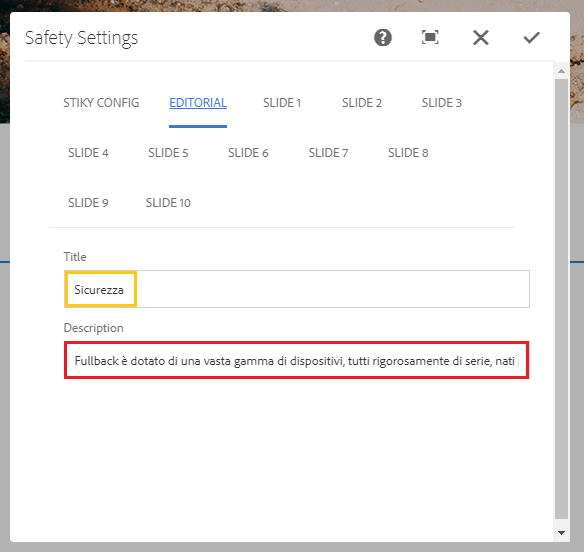 Safety Settings
STIKY CONFIG EDITORIAL SLIDE 1 SLIDE 2 SLIDE 3
SLIDE 4 SLIDE 5 SLIDE 6 SLIDE 7 SLIDE 8
SLIDE 9 SLIDE 10
Title
Sicurezza
Description
Fullback è dotato di una vasta gamma di dispositivi, tutti rigorosamente di serie, nati